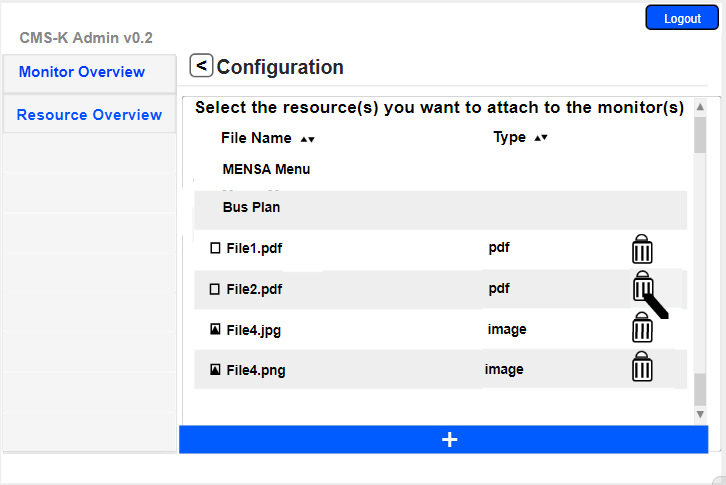 Logout
CMS-K Admin v0.2
Monitor Overview
Resource Overview
< Configuration
Select the resource(s) you want to attach to the monitor(s)
File Name ▲▼ Type ▲▼
MENSA Menu
Bus Plan
File1.pdf pdf
File2.pdf pdf
File4.jpg image
File4.png image
+